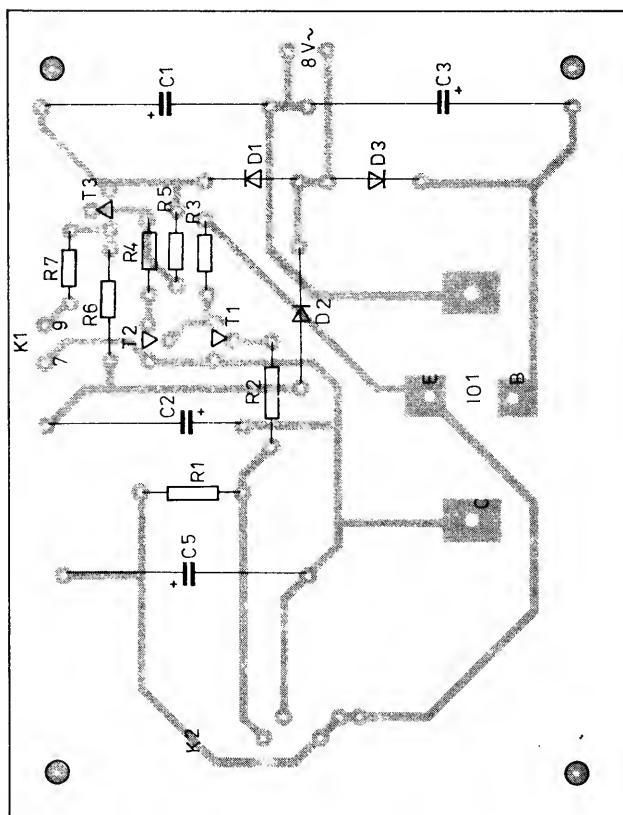 8V~
C1
+
C3
+
D1
D3
T3
R5
R3
R4
R7
R6
K1
9
7
T2
T1
D2
R2
C2
+
E
IO1
B
R1
C5
+
C
K2